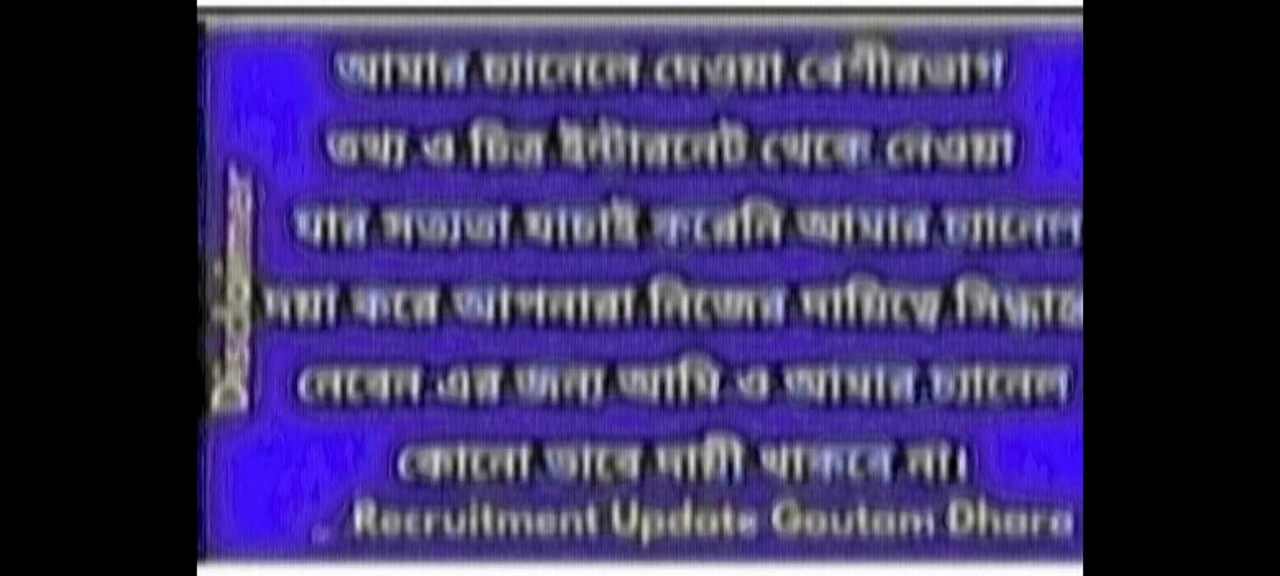 আমার চ্যানেলে দেওয়া বেশীরভাগ
তথ্য ও চিত্র ইন্টারনেট থেকে নেওয়া
যার সত্যতা যাচাই করেনি আমার চ্যানেল
দয়া করে আপনারা নিজের দায়িত্বে সিদ্ধান্ত
নেবেন এর জন্য আমি ও আমার চ্যানেল
কোনো ভাবে দায়ী থাকবে না।
Recruitment Update Goutam Dhara